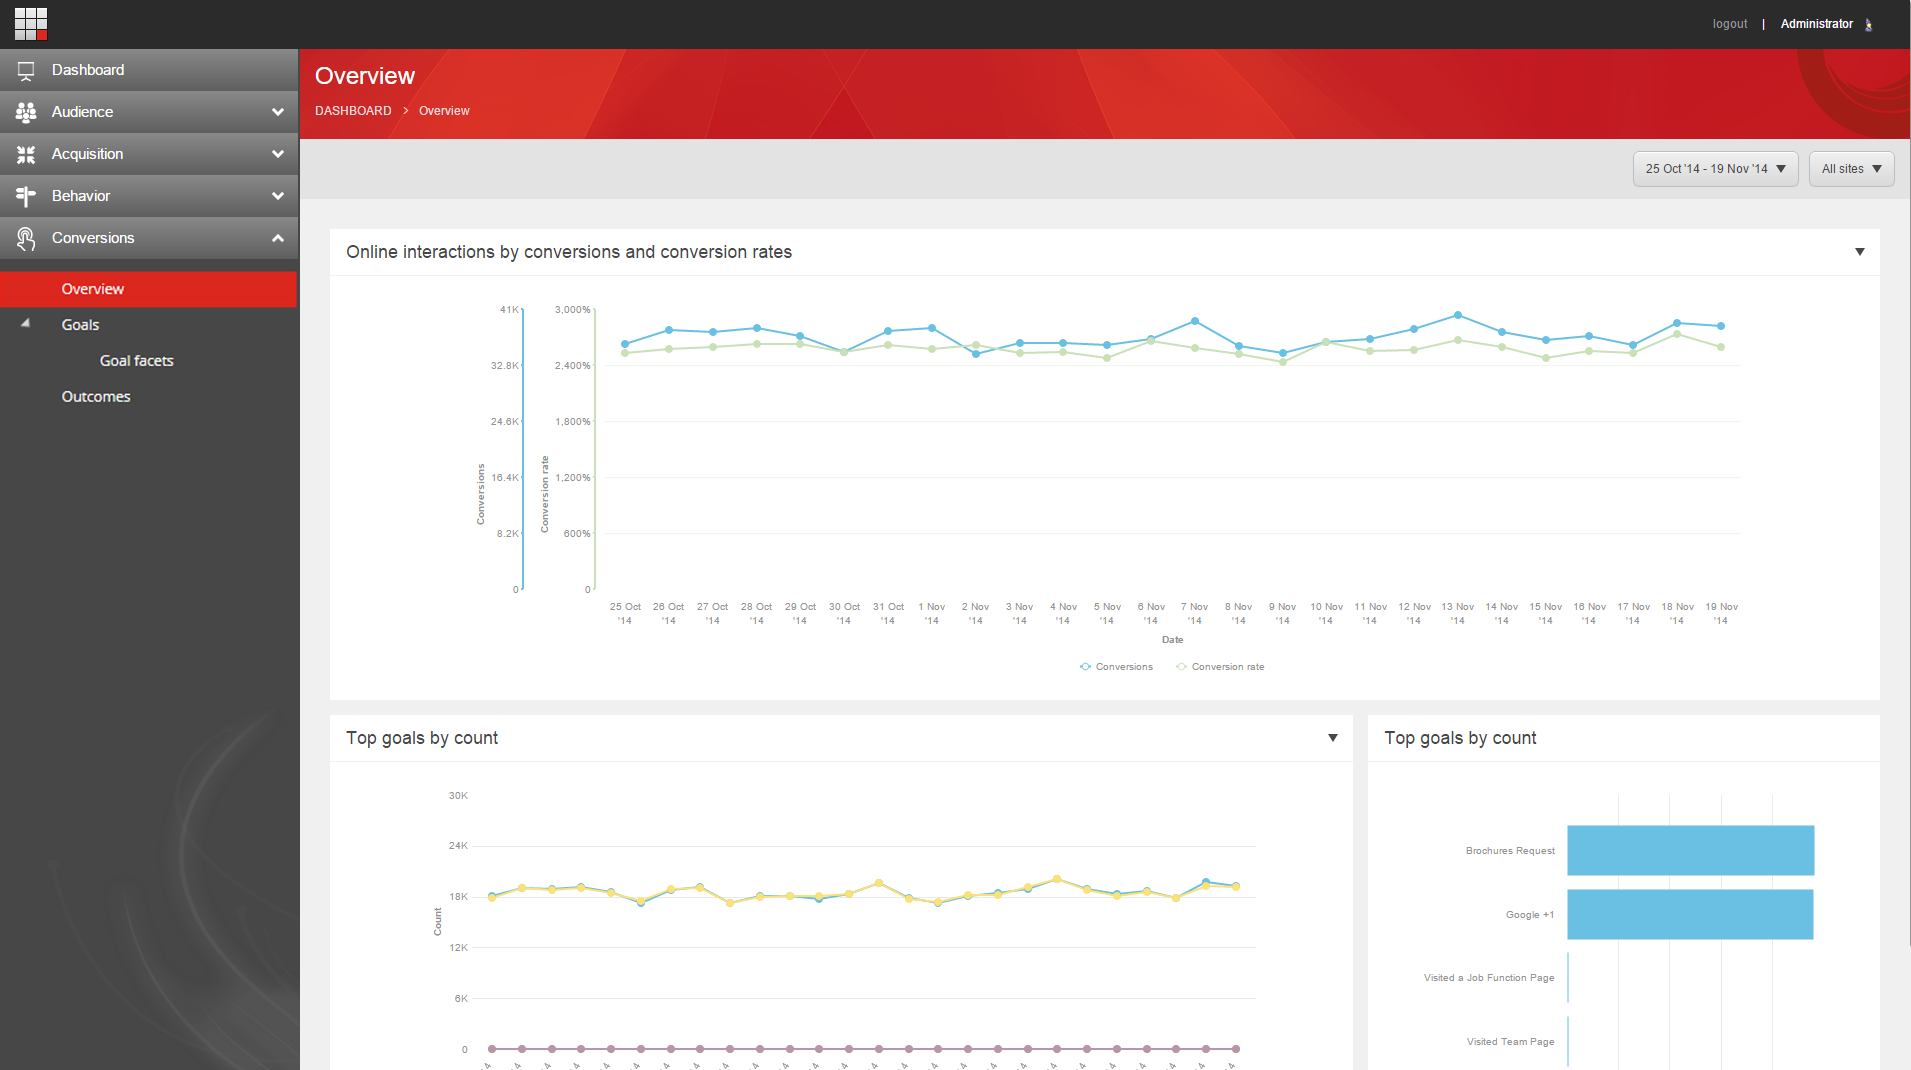 logout | Administrator
Dashboard
Audience
Acquisition
Behavior
Conversions
Overview
Goals
Goal facets
Outcomes
Overview
DASHBOARD > Overview
25 Oct '14 - 19 Nov '14
All sites
Online interactions by conversions and conversion rates
41K
32.8K
24.6K
16.4K
8.2K
0
Conversions
3,000%
2,400%
1,800%
1,200%
600%
0
Conversion rate
25 Oct '14
26 Oct '14
27 Oct '14
28 Oct '14
29 Oct '14
30 Oct '14
31 Oct '14
1 Nov '14
2 Nov '14
3 Nov '14
4 Nov '14
5 Nov '14
6 Nov '14
7 Nov '14
8 Nov '14
9 Nov '14
10 Nov '14
11 Nov '14
12 Nov '14
13 Nov '14
14 Nov '14
15 Nov '14
16 Nov '14
17 Nov '14
18 Nov '14
19 Nov '14
Date
Conversions
Conversion rate
Top goals by count
30K
24K
18K
12K
6K
0
Count
Top goals by count
Brochures Request
Google +1
Visited a Job Function Page
Visited Team Page